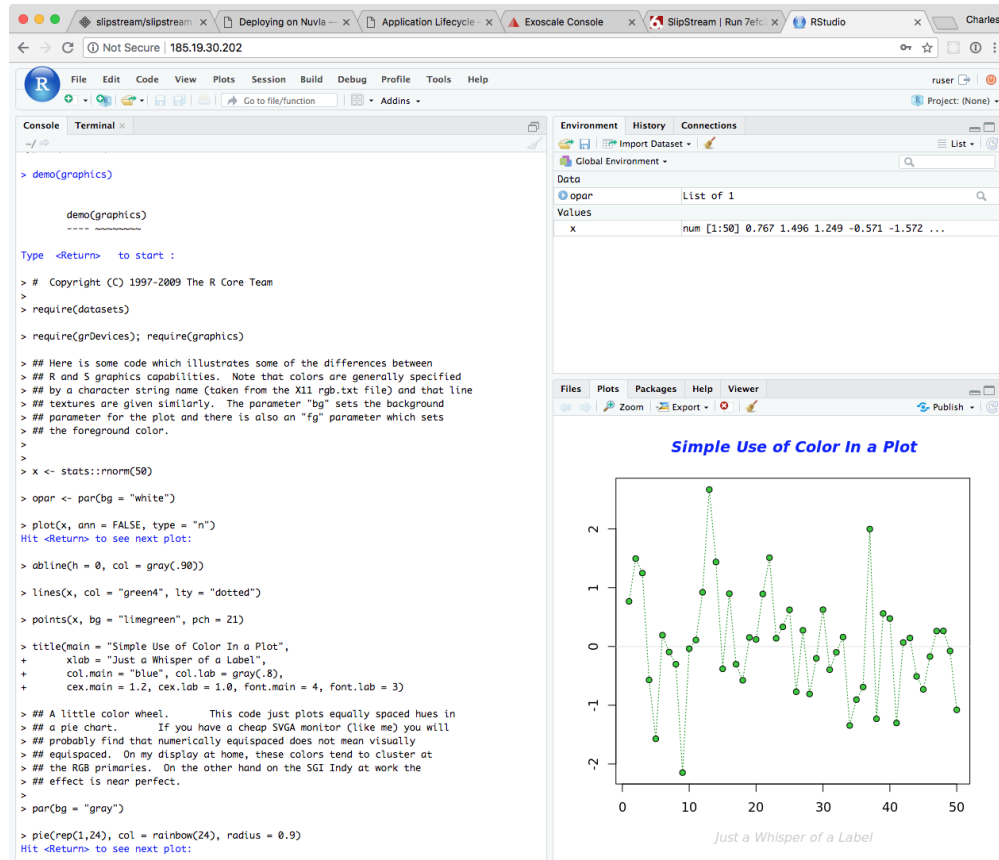 slipstream/slipstream
Deploying on Nuvla —
Application Lifecycle -
Exoscale Console
SlipStream | Run 7efc
RStudio
Charles
Not Secure | 185.19.30.202
R
File Edit Code View Plots Session Build Debug Profile Tools Help
ruser
Go to file/function
Addins
Project: (None)
Console Terminal
~/
> demo(graphics)
demo(graphics)
---- ~~~~~~~~
Type <Return> to start :
> # Copyright (C) 1997-2009 The R Core Team
>
> require(datasets)
> require(grDevices); require(graphics)
> ## Here is some code which illustrates some of the differences between
> ## R and S graphics capabilities. Note that colors are generally specified
> ## by a character string name (taken from the X11 rgb.txt file) and that line
> ## textures are given similarly. The parameter "bg" sets the background
> ## parameter for the plot and there is also an "fg" parameter which sets
> ## the foreground color.
>
> x <- stats::rnorm(50)
> opar <- par(bg = "white")
> plot(x, ann = FALSE, type = "n")
Hit <Return> to see next plot:
> abline(h = 0, col = gray(.90))
> lines(x, col = "green4", lty = "dotted")
> points(x, bg = "limegreen", pch = 21)
> title(main = "Simple Use of Color In a Plot",
+ xlab = "Just a Whisper of a Label",
+ col.main = "blue", col.lab = gray(.8),
+ cex.main = 1.2, cex.lab = 1.0, font.main = 4, font.lab = 3)
> ## A little color wheel. This code just plots equally spaced hues in
> ## a pie chart. If you have a cheap SVGA monitor (like me) you will
> ## probably find that numerically equispaced does not mean visually
> ## equispaced. On my display at home, these colors tend to cluster at
> ## the RGB primaries. On the other hand on the SGI Indy at work the
> ## effect is near perfect.
>
> par(bg = "gray")
> pie(rep(1,24), col = rainbow(24), radius = 0.9)
Hit <Return> to see next plot:
Environment History Connections
Import Dataset
List
Global Environment
Data
opar List of 1
Values
x num [1:50] 0.767 1.496 1.249 -0.571 -1.572 ...
Files Plots Packages Help Viewer
Zoom Export
Publish
Simple Use of Color In a Plot
2
1
0
-1
-2
0 10 20 30 40 50
Just a Whisper of a Label